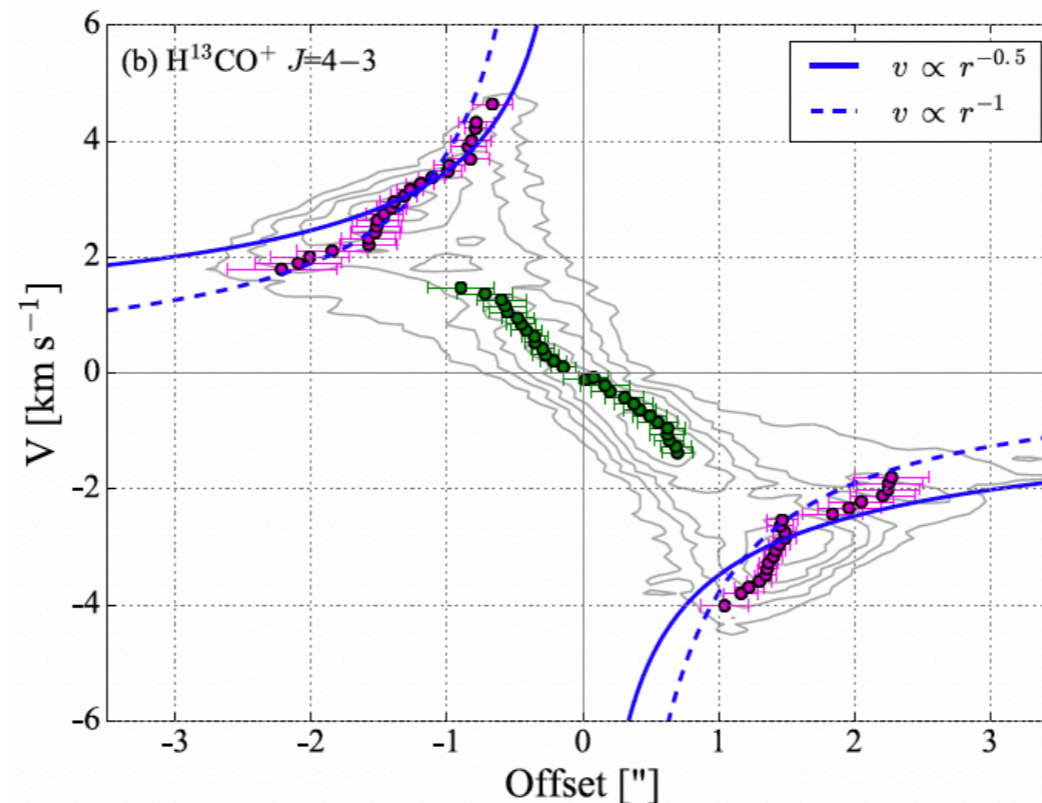 (b) H¹³CO⁺ J=4−3
v ∝ r⁻⁰·⁵
v ∝ r⁻¹
6
4
2
0
-2
-4
-6
V [km s⁻¹]
-3 -2 -1 0 1 2 3
Offset ["]